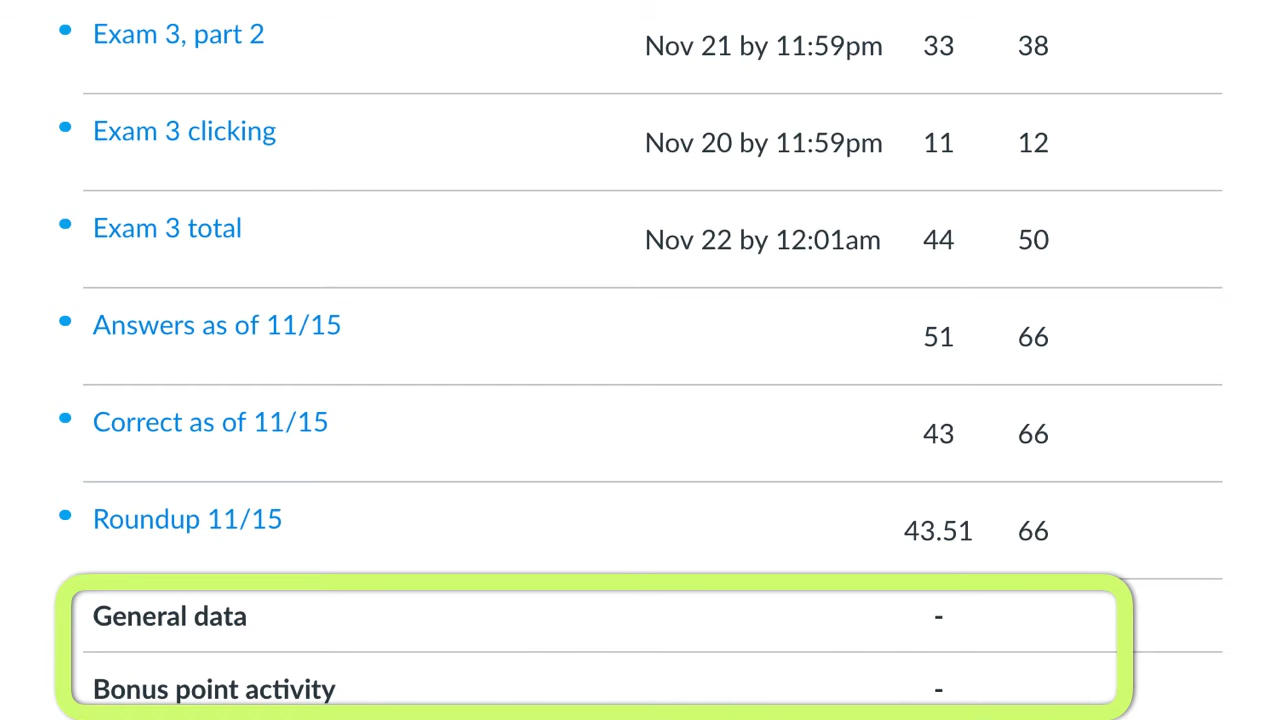 Exam 3, part 2 Nov 21 by 11:59pm 33 38
Exam 3 clicking Nov 20 by 11:59pm 11 12
Exam 3 total Nov 22 by 12:01am 44 50
Answers as of 11/15 51 66
Correct as of 11/15 43 66
Roundup 11/15 43.51 66
General data -
Bonus point activity -